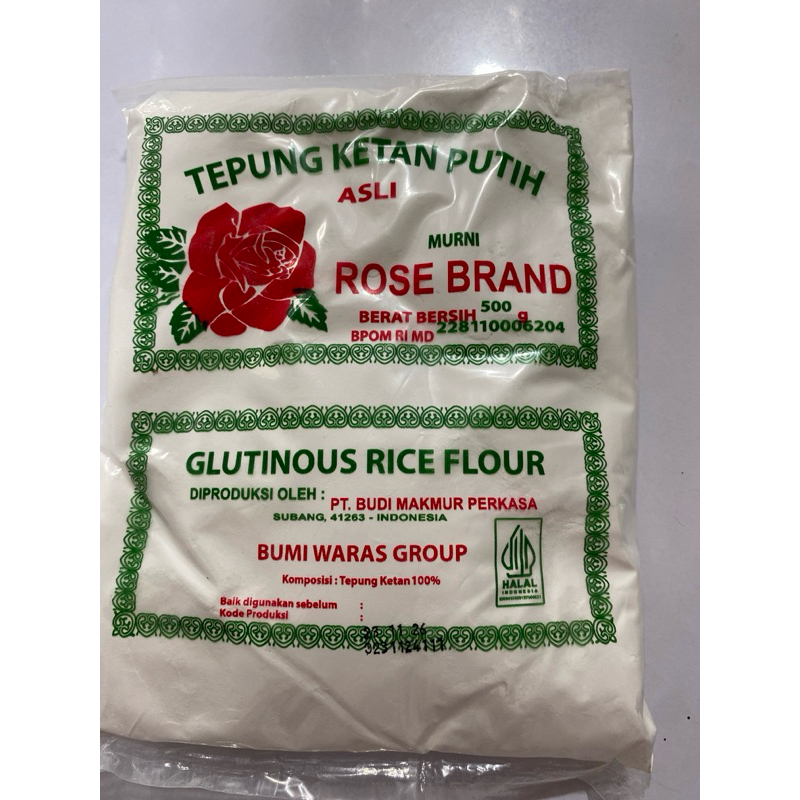 TEPUNG KETAN PUTIH
ASLI
MURNI
ROSE BRAND
BERAT BERSIH 500 g
BPOM RI MD 228110006204
GLUTINOUS RICE FLOUR
DIPRODUKSI OLEH : PT. BUDI MAKMUR PERKASA
SUBANG, 41263 - INDONESIA
BUMI WARAS GROUP
Komposisi : Tepung Ketan 100%
HALAL
INDONESIA
Baik digunakan sebelum :
Kode Produksi :